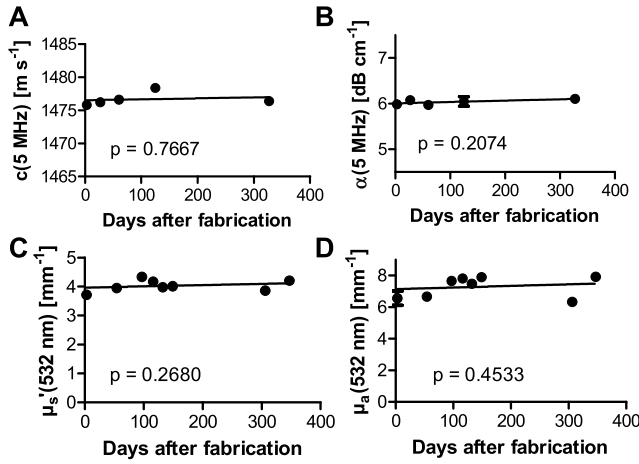 A
c(5 MHz) [m s⁻¹]
1485
1480
1475
1470
1465
p = 0.7667
0 100 200 300 400
Days after fabrication
B
α(5 MHz) [dB cm⁻¹]
7
6
5
p = 0.2074
0 100 200 300 400
Days after fabrication
C
μs'(532 nm) [mm⁻¹]
5
4
3
2
1
0
p = 0.2680
0 100 200 300 400
Days after fabrication
D
μa(532 nm) [mm⁻¹]
8
6
4
2
0
p = 0.4533
0 100 200 300 400
Days after fabrication